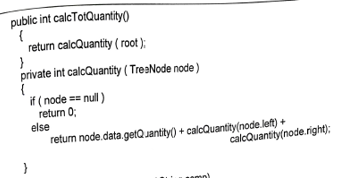 public int calcTotQuantity()
{
return calcQuantity ( root );
}
private int calcQuantity ( TreeNode node )
{
if ( node == null )
return 0;
else
return node.data.getQuantity() + calcQuantity(node.left) +
calcQuantity(node.right);
}